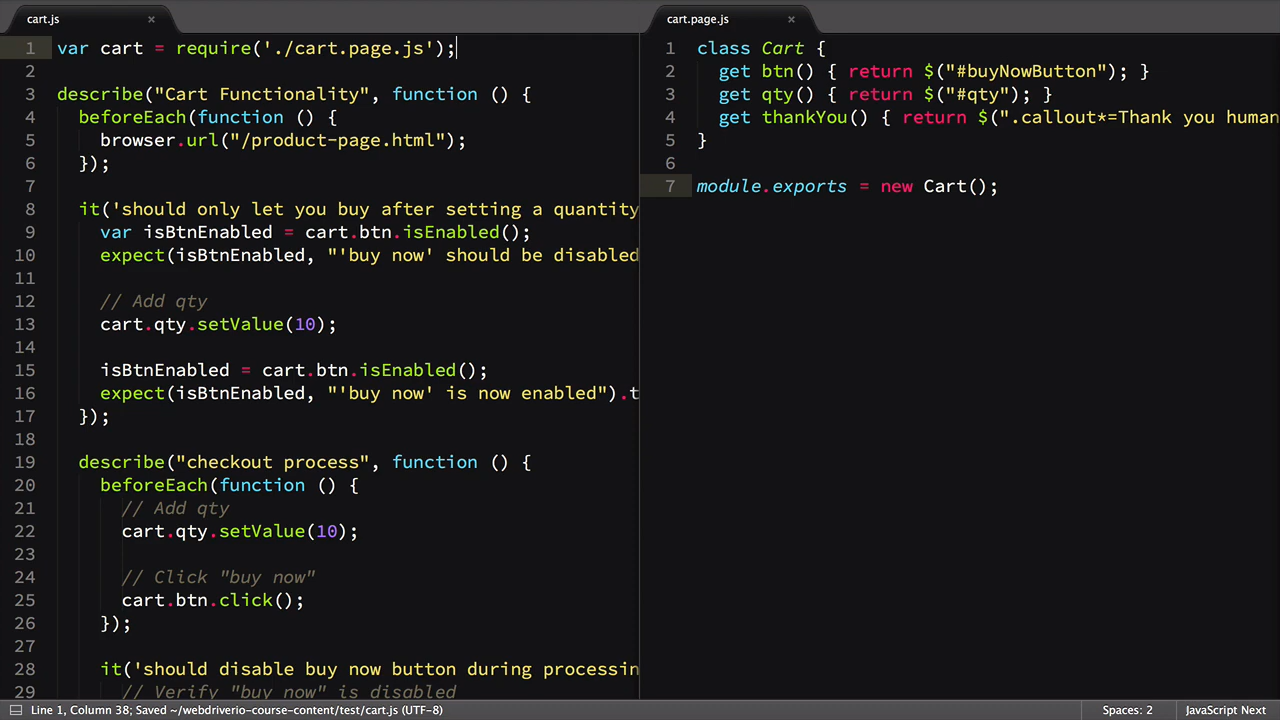 cart.js ×
1 var cart = require('./cart.page.js');
2
3 describe("Cart Functionality", function () {
4 beforeEach(function () {
5 browser.url("/product-page.html");
6 });
7
8 it('should only let you buy after setting a quantity
9 var isBtnEnabled = cart.btn.isEnabled();
10 expect(isBtnEnabled, "'buy now' should be disabled
11
12 // Add qty
13 cart.qty.setValue(10);
14
15 isBtnEnabled = cart.btn.isEnabled();
16 expect(isBtnEnabled, "'buy now' is now enabled").t
17 });
18
19 describe("checkout process", function () {
20 beforeEach(function () {
21 // Add qty
22 cart.qty.setValue(10);
23
24 // Click "buy now"
25 cart.btn.click();
26 });
27
28 it('should disable buy now button during processin
29 // Verify "buy now" is disabled
cart.page.js ×
1 class Cart {
2 get btn() { return $("#buyNowButton"); }
3 get qty() { return $("#qty"); }
4 get thankYou() { return $(".callout*=Thank you human
5 }
6
7 module.exports = new Cart();
Line 1, Column 38; Saved ~/webdriverio-course-content/test/cart.js (UTF-8)
Spaces: 2
JavaScript Next